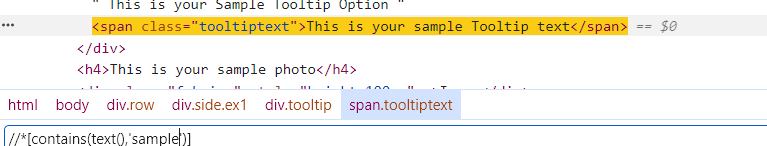 " This is your Sample Tooltip Option "
<span class="tooltiptext">This is your sample Tooltip text</span> == $0
</div>
<h4>This is your sample photo</h4>
html body div.row div.side.ex1 div.tooltip span.tooltiptext
//*[contains(text(),'sample')]